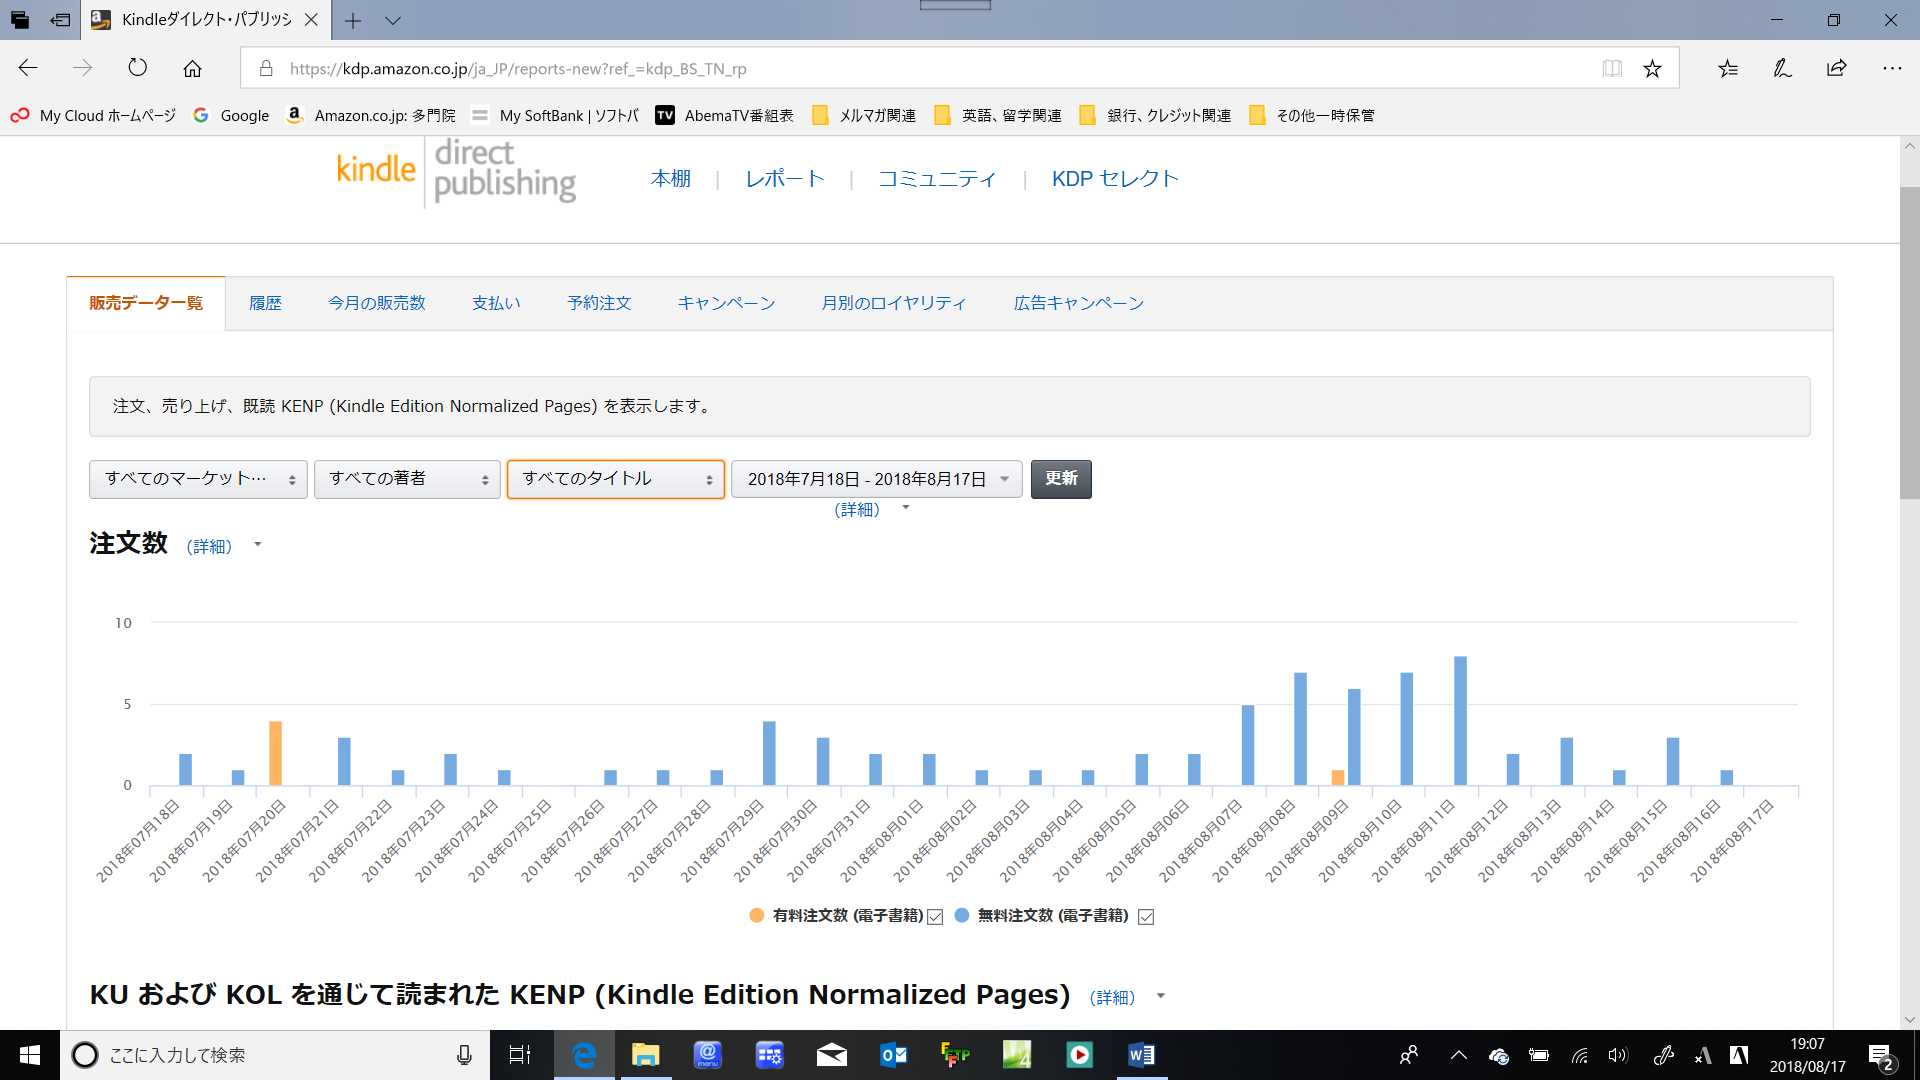 Kindleダイレクト・パブリッシ
https://kdp.amazon.co.jp/ja_JP/reports-new?ref_=kdp_BS_TN_rp
My Cloud ホームページ Google Amazon.co.jp: 多門院 My SoftBank | ソフトバ AbemaTV番組表 メルマガ関連 英語、留学関連 銀行、クレジット関連 その他一時保管
kindle direct publishing
本棚 | レポート | コミュニティ | KDP セレクト
販売データ一覧 履歴 今月の販売数 支払い 予約注文 キャンペーン 月別のロイヤリティ 広告キャンペーン
注文、売り上げ、既読 KENP (Kindle Edition Normalized Pages) を表示します。
すべてのマーケット… すべての著者 すべてのタイトル 2018年7月18日 - 2018年8月17日 更新
(詳細)
注文数 (詳細)
10
5
0
2018年07月18日 2018年07月19日 2018年07月20日 2018年07月21日 2018年07月22日 2018年07月23日 2018年07月24日 2018年07月25日 2018年07月26日 2018年07月27日 2018年07月28日 2018年07月29日 2018年07月30日 2018年07月31日 2018年08月01日 2018年08月02日 2018年08月03日 2018年08月04日 2018年08月05日 2018年08月06日 2018年08月07日 2018年08月08日 2018年08月09日 2018年08月10日 2018年08月11日 2018年08月12日 2018年08月13日 2018年08月14日 2018年08月15日 2018年08月16日 2018年08月17日
有料注文数 (電子書籍) 無料注文数 (電子書籍)
KU および KOL を通じて読まれた KENP (Kindle Edition Normalized Pages) (詳細)
ここに入力して検索
19:07
2018/08/17
2